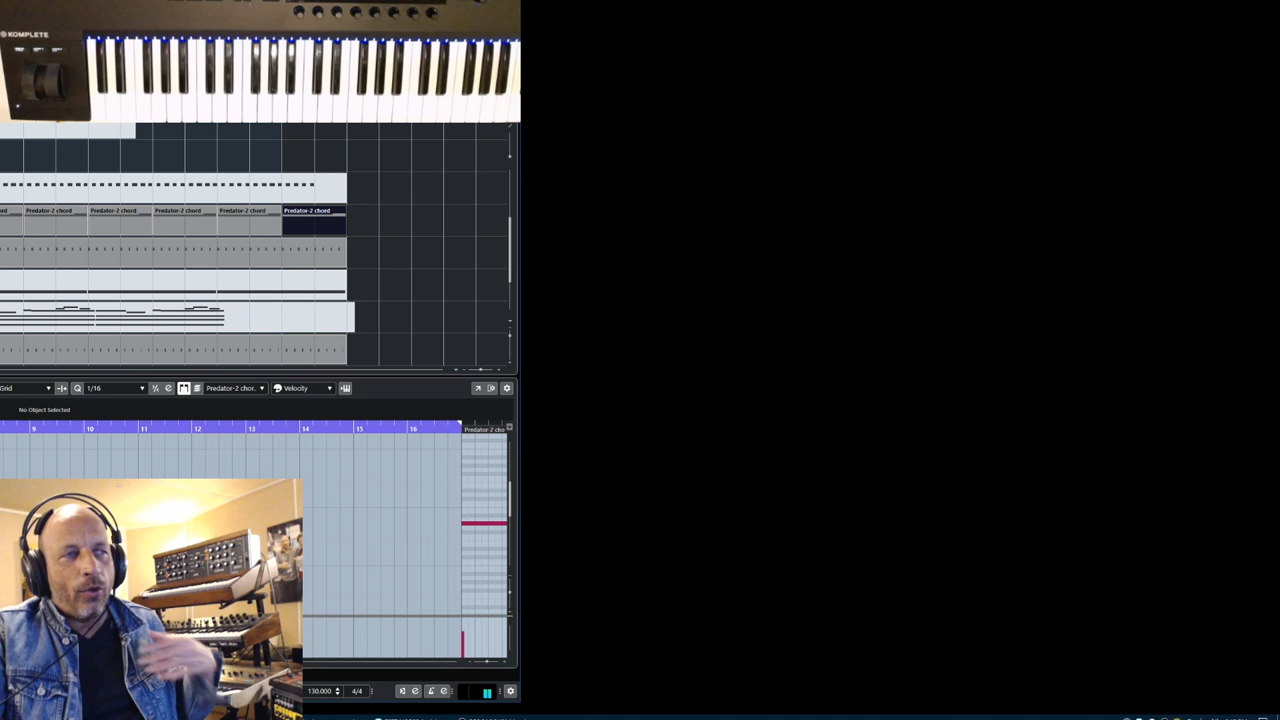 KOMPLETE
ord
Predator-2 chord
Predator-2 chord
Predator-2 chord
Predator-2 chord
Predator-2 chord
Grid
Q
1/16
Predator-2 chor.
Velocity
No Object Selected
9
10
11
12
13
14
15
16
Predator-2 cho
130.000
4/4